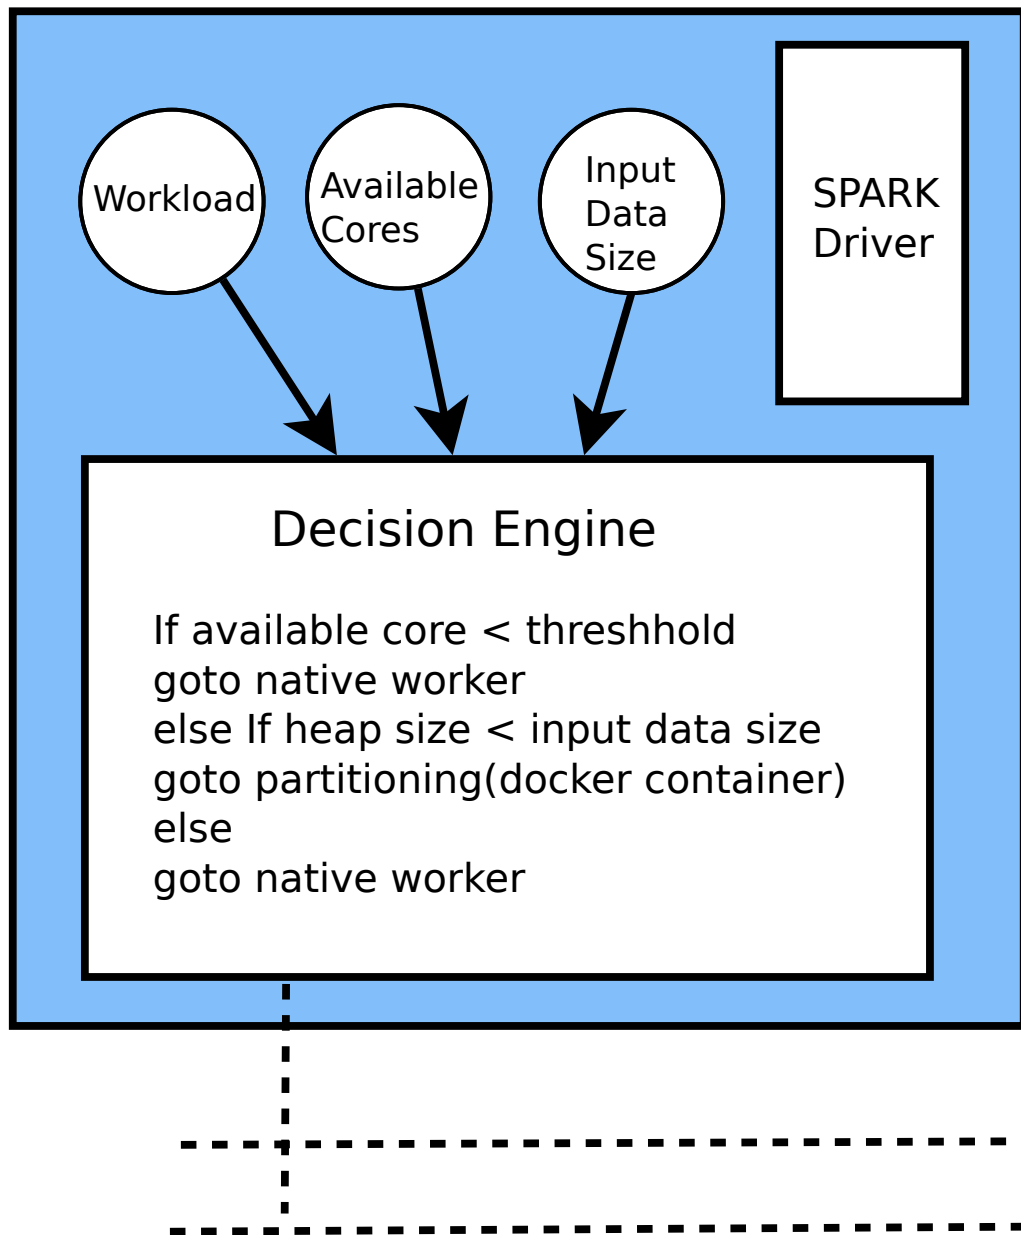 Workload
Available
Cores
Input
Data
Size
SPARK
Driver
Decision Engine
If available core < threshhold
goto native worker
else If heap size < input data size
goto partitioning(docker container)
else
goto native worker